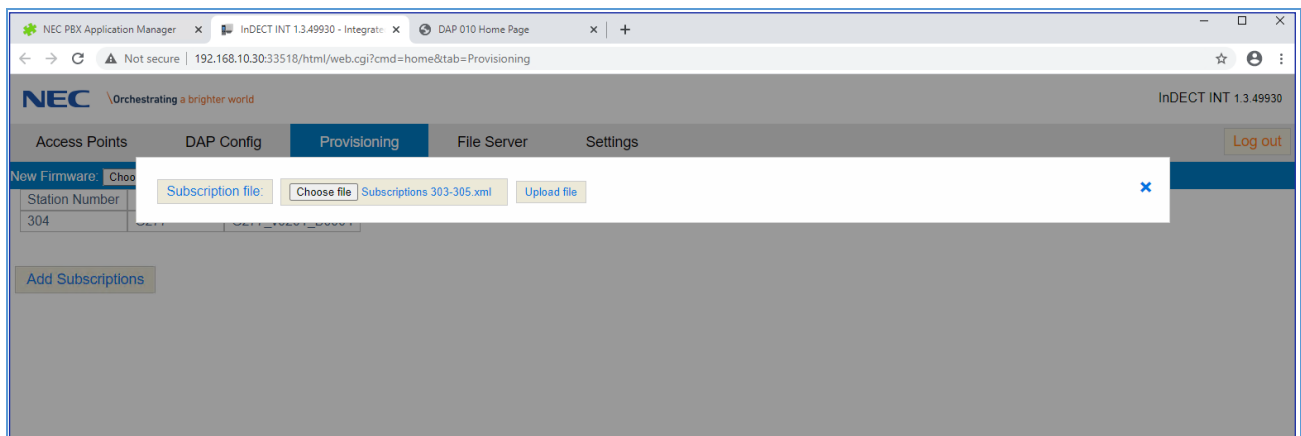 NEC PBX Application Manager
InDECT INT 1.3.49930 - Integrate
DAP 010 Home Page
Not secure 192.168.10.30:33518/html/web.cgi?cmd=home&tab=Provisioning
NEC \Orchestrating a brighter world
InDECT INT 1.3.49930
Access Points DAP Config Provisioning File Server Settings Log out
New Firmware: Choo
Subscription file: Choose file Subscriptions 303-305.xml Upload file
Station Number
304
Add Subscriptions